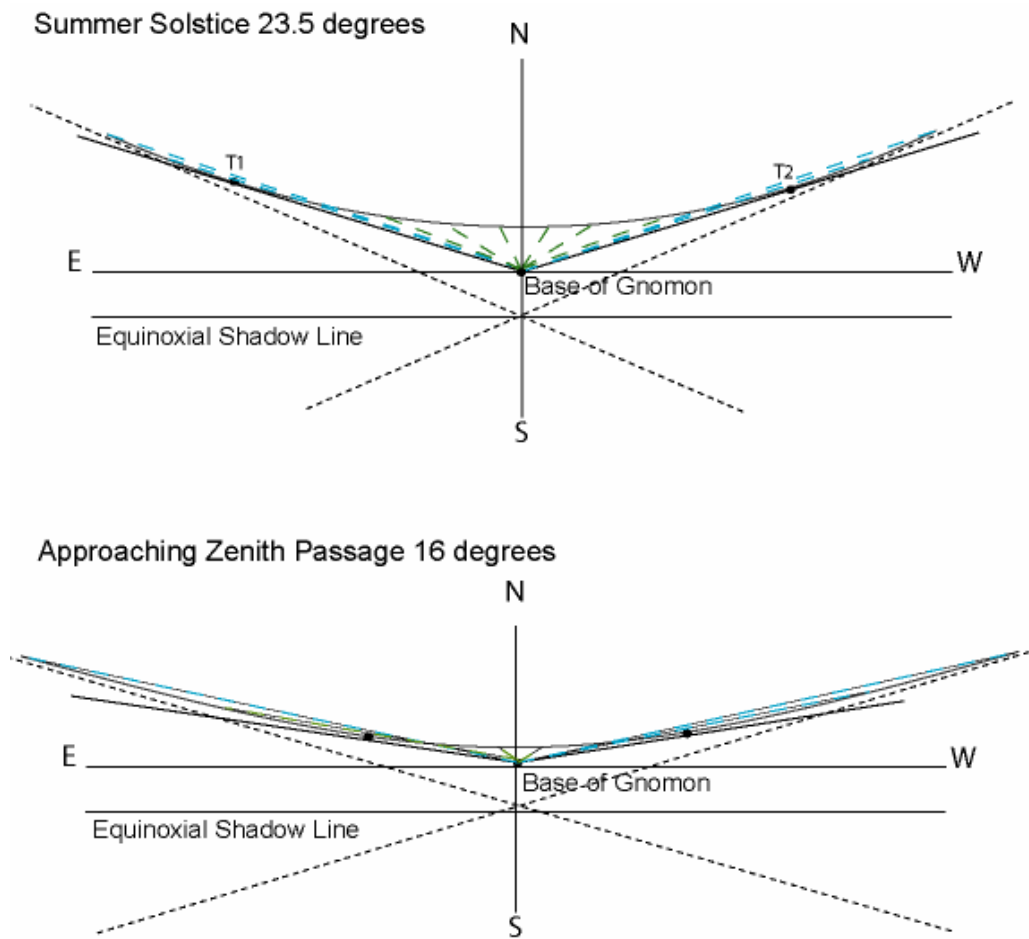 Summer Solstice 23.5 degrees
N
T1
T2
E
W
Base of Gnomon
Equinoxial Shadow Line
S
Approaching Zenith Passage 16 degrees
N
E
W
Base of Gnomon
Equinoxial Shadow Line
S